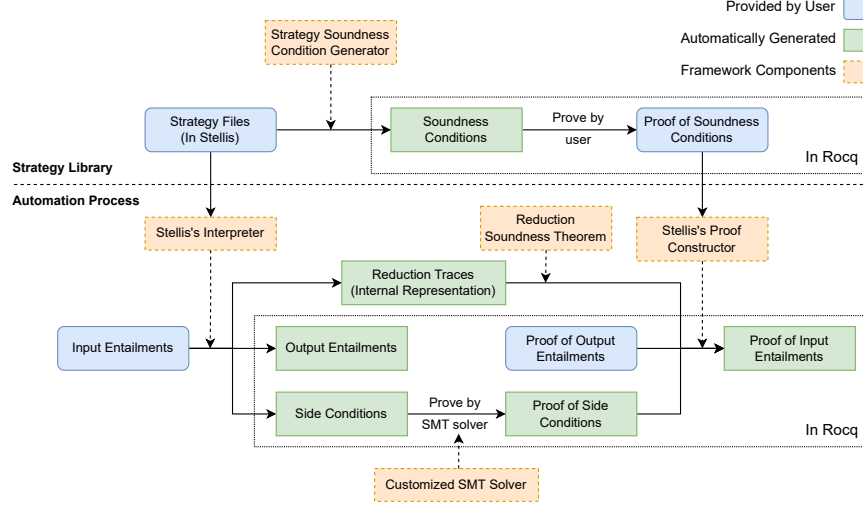 Provided by User
Automatically Generated
Framework Components
Strategy Soundness
Condition Generator
Strategy Files
(In Stellis)
Soundness
Conditions
Prove by
user
Proof of Soundness
Conditions
In Rocq
Strategy Library
Automation Process
Stellis's Interpreter
Reduction
Soundness Theorem
Stellis's Proof
Constructor
Reduction Traces
(Internal Representation)
Input Entailments
Output Entailments
Proof of Output
Entailments
Proof of Input
Entailments
Side Conditions
Prove by
SMT solver
Proof of Side
Conditions
In Rocq
Customized SMT Solver